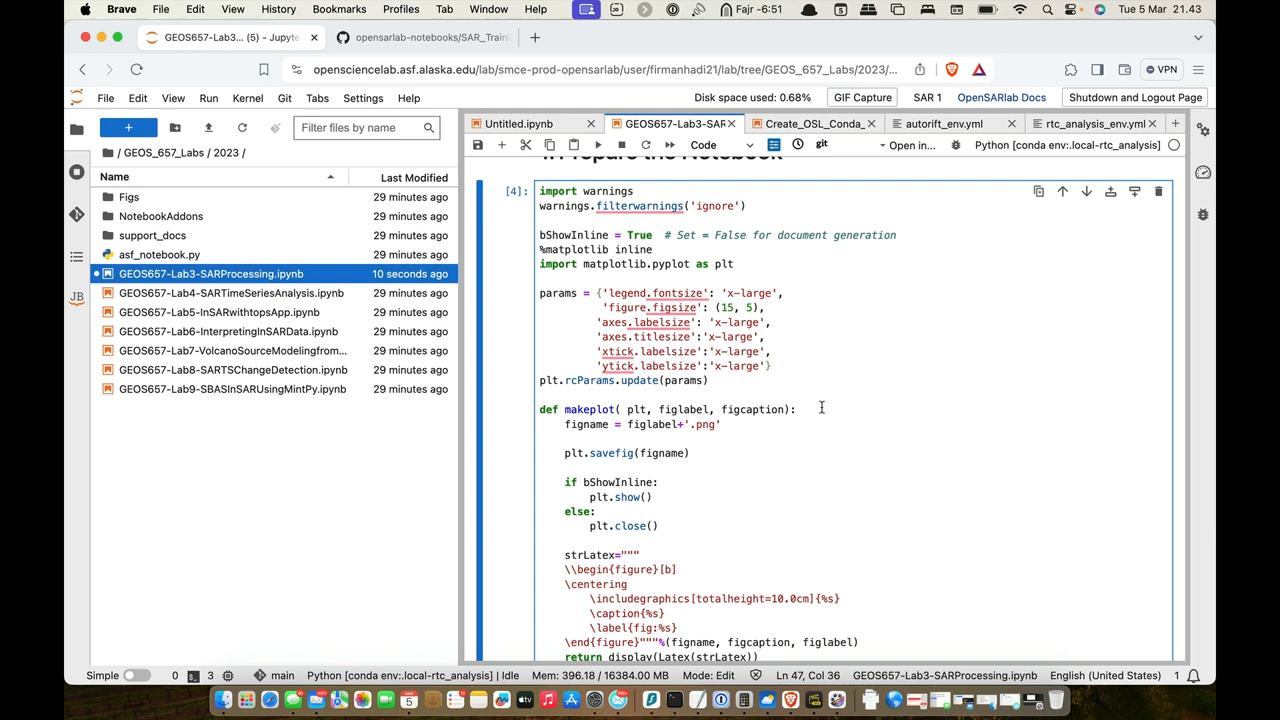 Brave File Edit View History Bookmarks Profiles Tab Window Help Fajr -6:51 Tue 5 Mar 21.43
GEOS657-Lab3... (5) - Jupyte opensarlab-notebooks/SAR_Traini
openscienclab.asf.alaska.edu/lab/smce-prod-opensarlab/user/firmanhadi21/lab/tree/GEOS_657_Labs/2023/... VPN
File Edit View Run Kernel Git Tabs Settings Help Disk space used: 0.68% GIF Capture SAR 1 OpenSARlab Docs Shutdown and Logout Page
Untitled.ipynb GEOS657-Lab3-SAR Create_OSL_Conda_ autorift_env.yml rtc_analysis_env.yml
Filter files by name
Code git Open in... Python [conda env:.local-rtc_analysis]
/ GEOS_657_Labs / 2023 /
Name Last Modified
Figs 29 minutes ago
NotebookAddons 29 minutes ago
support_docs 29 minutes ago
asf_notebook.py 29 minutes ago
GEOS657-Lab3-SARProcessing.ipynb 10 seconds ago
GEOS657-Lab4-SARTimeSeriesAnalysis.ipynb 29 minutes ago
GEOS657-Lab5-InSARwithtopsApp.ipynb 29 minutes ago
GEOS657-Lab6-InterpretingInSARData.ipynb 29 minutes ago
GEOS657-Lab7-VolcanoSourceModelingfrom... 29 minutes ago
GEOS657-Lab8-SARTSChangeDetection.ipynb 29 minutes ago
GEOS657-Lab9-SBASInSARUsingMintPy.ipynb 29 minutes ago
JB
Prepare the Notebook
[4]: import warnings
warnings.filterwarnings('ignore')
bShowInline = True # Set = False for document generation
%matplotlib inline
import matplotlib.pyplot as plt
params = {'legend.fontsize': 'x-large',
'figure.figsize': (15, 5),
'axes.labelsize': 'x-large',
'axes.titlesize':'x-large',
'xtick.labelsize':'x-large',
'ytick.labelsize':'x-large'}
plt.rcParams.update(params)
def makeplot( plt, figlabel, figcaption):
figname = figlabel+'.png'
plt.savefig(figname)
if bShowInline:
plt.show()
else:
plt.close()
strLatex="""
\\begin{figure}[b]
\centering
\includegraphics[totalheight=10.0cm]{%s}
\caption{%s}
\label{fig:%s}
\end{figure}"""%(figname, figcaption, figlabel)
return display(Latex(strLatex))
Simple 0 3 main Python [conda env:.local-rtc_analysis] | Idle Mem: 396.18 / 16384.00 MB Mode: Edit Ln 47, Col 36 GEOS657-Lab3-SARProcessing.ipynb English (United States) 1